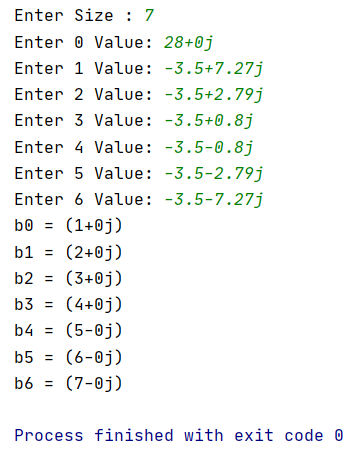 Enter Size : 7
Enter 0 Value: 28+0j
Enter 1 Value: -3.5+7.27j
Enter 2 Value: -3.5+2.79j
Enter 3 Value: -3.5+0.8j
Enter 4 Value: -3.5-0.8j
Enter 5 Value: -3.5-2.79j
Enter 6 Value: -3.5-7.27j
b0 = (1+0j)
b1 = (2+0j)
b2 = (3+0j)
b3 = (4+0j)
b4 = (5-0j)
b5 = (6-0j)
b6 = (7-0j)
Process finished with exit code 0